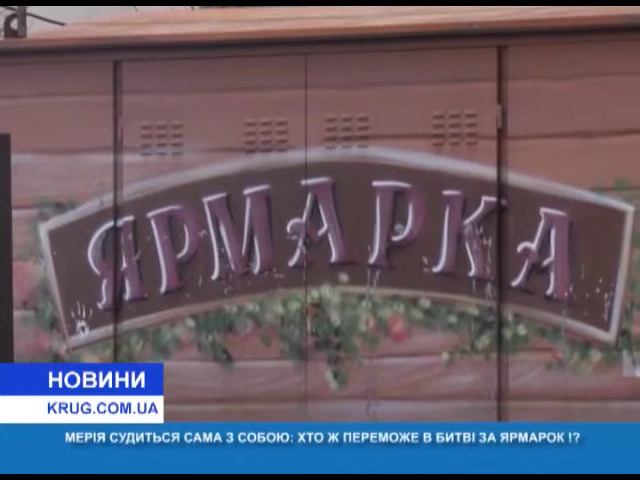 ЯРМАРКА
НОВИНИ
KRUG.COM.UA
МЕРІЯ СУДИТЬСЯ САМА З СОБОЮ: ХТО Ж ПЕРЕМОЖЕ В БИТВІ ЗА ЯРМАРОК !?